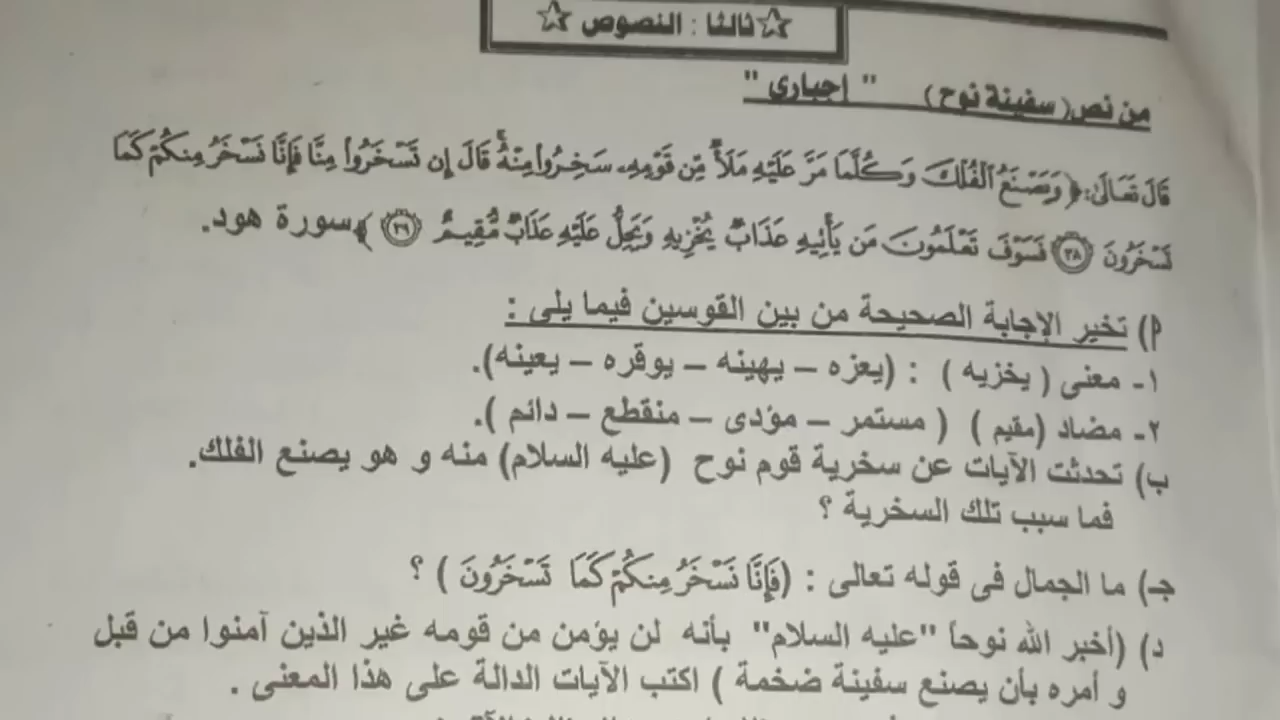 ☆ثالثا : النصوص ☆
من نص( سفينة نوح) " إجبارى "
قَالَ تَعَالَىٰ: ﴿ وَيَصْنَعُ الْفُلْكَ وَكُلَّمَا مَرَّ عَلَيْهِ مَلَأٌ مِّن قَوْمِهِ، سَخِرُوا مِنْهُ ۚ قَالَ إِن تَسْخَرُوا مِنَّا فَإِنَّا نَسْخَرُ مِنكُمْ كَمَا
تَسْخَرُونَ ٣٨ فَسَوْفَ تَعْلَمُونَ مَن يَأْتِيهِ عَذَابٌ يُخْزِيهِ وَيَحِلُّ عَلَيْهِ عَذَابٌ مُّقِيمٌ ٣٩ ﴾ سورة هود.
أ) تخير الإجابة الصحيحة من بين القوسين فيما يلى :
١- معنى ( يخزيه ) : (يعزه – يهينه – يوقره – يعينه).
٢- مضاد (مقيم ) ( مستمر – مؤدى – منقطع – دائم ).
ب) تحدثت الآيات عن سخرية قوم نوح (عليه السلام) منه و هو يصنع الفلك.
فما سبب تلك السخرية ؟
جـ) ما الجمال فى قوله تعالى : (فَإِنَّا نَسْخَرُ مِنكُمْ كَمَا تَسْخَرُونَ ) ؟
د) (أخبر الله نوحاً "عليه السلام" بأنه لن يؤمن من قومه غير الذين آمنوا من قبل
و أمره بأن يصنع سفينة ضخمة ) اكتب الآيات الدالة على هذا المعنى .